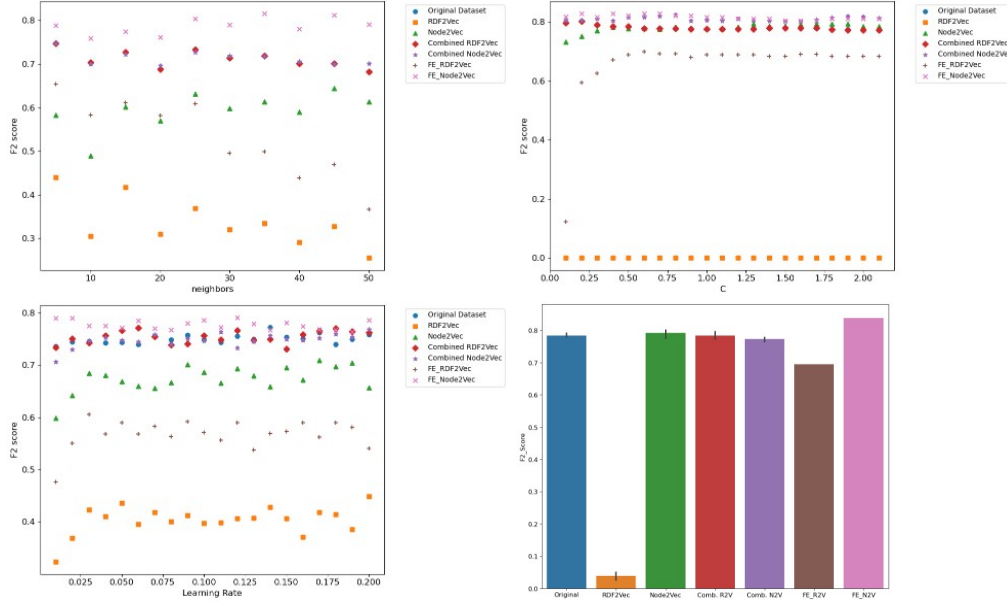 0.8
0.7
0.6
0.5
0.4
0.3
F2 score
10
20
30
40
50
neighbors
Original Dataset
RDF2Vec
Node2Vec
Combined RDF2Vec
Combined Node2Vec
FE_RDF2Vec
FE_Node2Vec
0.8
0.6
0.4
0.2
0.0
F2 score
0.00
0.25
0.50
0.75
1.00
1.25
1.50
1.75
2.00
C
Original Dataset
RDF2Vec
Node2Vec
Combined RDF2Vec
Combined Node2Vec
FE_RDF2Vec
FE_Node2Vec
0.8
0.7
0.6
0.5
0.4
F2 score
0.025
0.050
0.075
0.100
0.125
0.150
0.175
0.200
Learning Rate
Original Dataset
RDF2Vec
Node2Vec
Combined RDF2Vec
Combined Node2Vec
FE_RDF2Vec
FE_Node2Vec
0.8
0.7
0.6
0.5
0.4
0.3
0.2
0.1
0.0
F2_Score
Original
RDF2Vec
Node2Vec
Comb. R2V
Comb. N2V
FE_R2V
FE_N2V